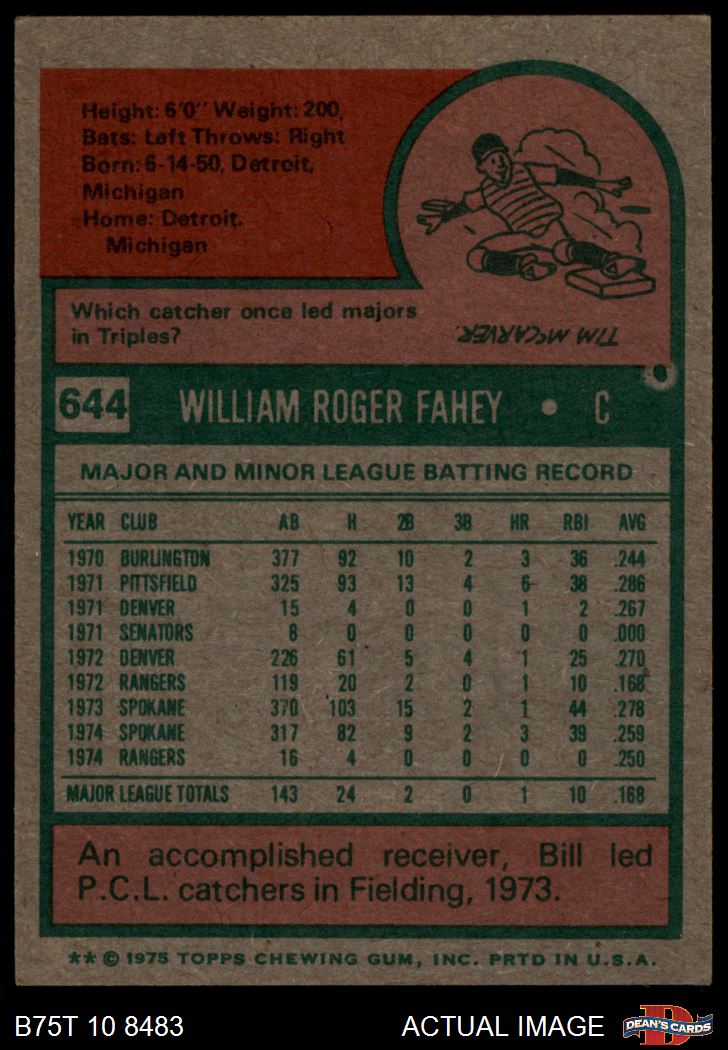 Height: 6'0" Weight: 200,
Bats: Left Throws: Right
Born: 6-14-50, Detroit,
Michigan
Home: Detroit,
Michigan
Which catcher once led majors
in Triples?
TIM McCARVER.
644 WILLIAM ROGER FAHEY • C
MAJOR AND MINOR LEAGUE BATTING RECORD
YEAR CLUB AB H 2B 3B HR RBI AVG
1970 BURLINGTON 377 92 10 2 3 36 .244
1971 PITTSFIELD 325 93 13 4 6 38 .286
1971 DENVER 15 4 0 0 1 2 .267
1971 SENATORS 8 0 0 0 0 0 .000
1972 DENVER 226 61 5 4 1 25 .270
1972 RANGERS 119 20 2 0 1 10 .168
1973 SPOKANE 370 103 15 2 1 44 .278
1974 SPOKANE 317 82 9 2 3 39 .259
1974 RANGERS 16 4 0 0 0 0 .250
MAJOR LEAGUE TOTALS 143 24 2 0 1 10 .168
An accomplished receiver, Bill led
P.C.L. catchers in Fielding, 1973.
** © 1975 TOPPS CHEWING GUM, INC. PRTD IN U.S.A.
B75T 10 8483 ACTUAL IMAGE D DEAN'S CARDS